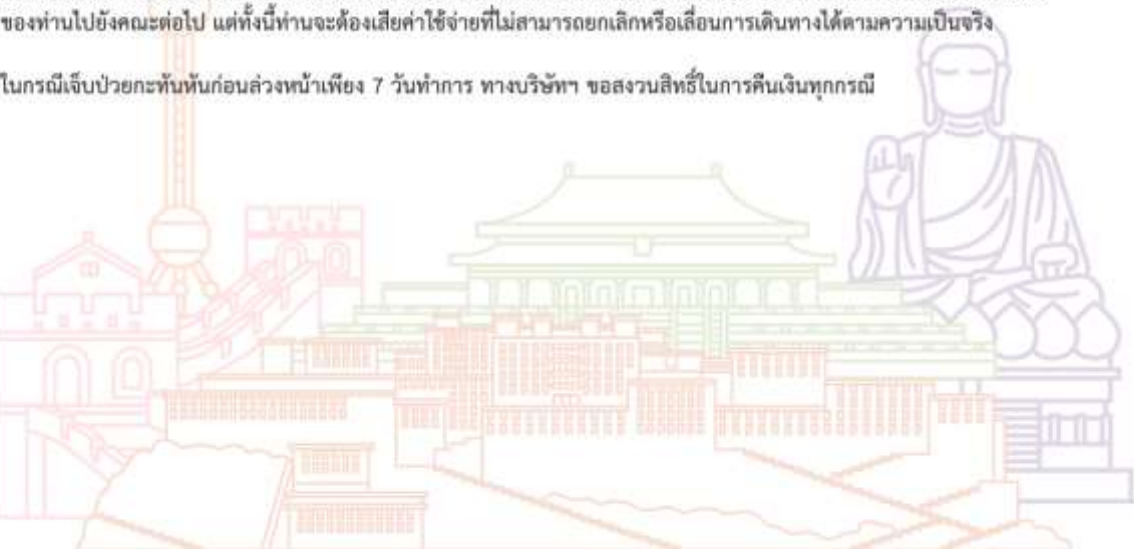 ของท่านไปยังคณะต่อไป แต่ทั้งนี้ท่านจะต้องเสียค่าใช้จ่ายที่ไม่สามารถยกเลิกหรือเลื่อนการเดินทางได้ตามความเป็นจริง
ในกรณีเจ็บป่วยกะทันหันก่อนล่วงหน้าเพียง 7 วันทำการ ทางบริษัทฯ ขอสงวนสิทธิ์ในการคืนเงินทุกกรณี